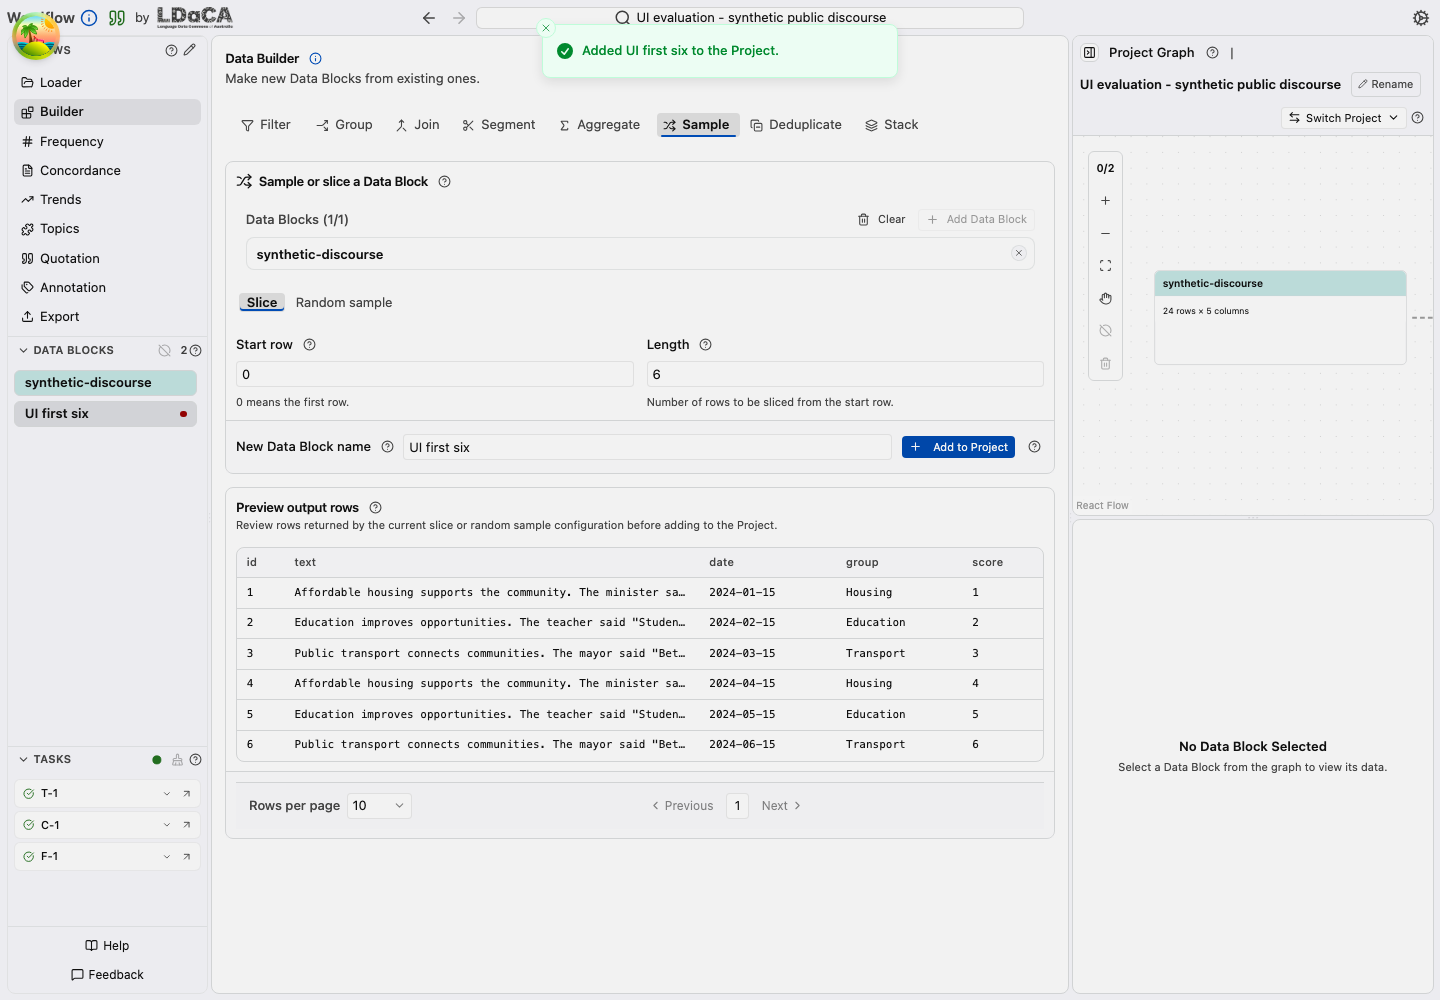 by LDaCA
Language Data Commons of Australia
UI evaluation - synthetic public discourse
Added UI first six to the Project.
Loader
Builder
Frequency
Concordance
Trends
Topics
Quotation
Annotation
Export
DATA BLOCKS 2
synthetic-discourse
UI first six
TASKS
T-1
C-1
F-1
Help
Feedback
Data Builder
Make new Data Blocks from existing ones.
Filter Group Join Segment Aggregate Sample Deduplicate Stack
Sample or slice a Data Block
Data Blocks (1/1) Clear + Add Data Block
synthetic-discourse
Slice Random sample
Start row Length
0 6
0 means the first row. Number of rows to be sliced from the start row.
New Data Block name UI first six + Add to Project
Preview output rows
Review rows returned by the current slice or random sample configuration before adding to the Project.
id text date group score
1 Affordable housing supports the community. The minister sa… 2024-01-15 Housing 1
2 Education improves opportunities. The teacher said "Studen… 2024-02-15 Education 2
3 Public transport connects communities. The mayor said "Bet… 2024-03-15 Transport 3
4 Affordable housing supports the community. The minister sa… 2024-04-15 Housing 4
5 Education improves opportunities. The teacher said "Studen… 2024-05-15 Education 5
6 Public transport connects communities. The mayor said "Bet… 2024-06-15 Transport 6
Rows per page 10 Previous 1 Next
Project Graph
UI evaluation - synthetic public discourse Rename
Switch Project
0/2
synthetic-discourse
24 rows × 5 columns
React Flow
No Data Block Selected
Select a Data Block from the graph to view its data.